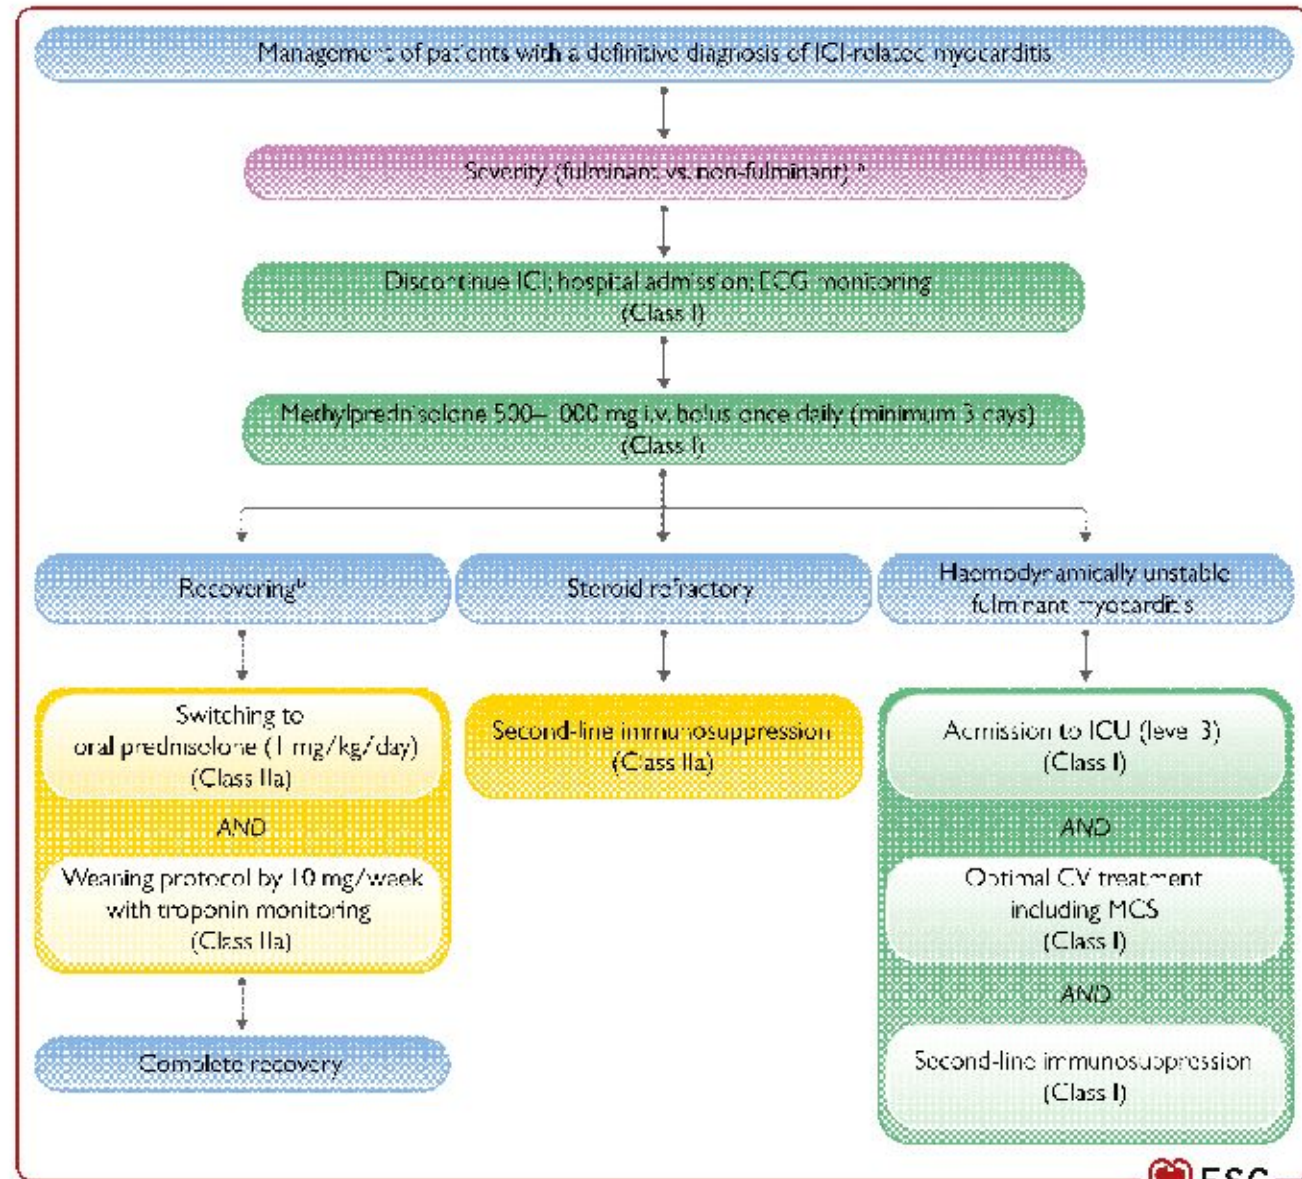 Management of patients with a definitive diagnosis of ICI-related myocarditis
Severity (fulminant vs. non-fulminant) a
Discontinue ICI; hospital admission; ECG monitoring
(Class I)
Methylprednisolone 500– 000 mg i.v. bolus once daily (minimum 3 days)
(Class I)
Recovering b
Steroid refractory
Haemodynamically unstable
fulminant myocarditis
Switching to
oral prednisolone (1 mg/kg/day)
(Class IIa)
AND
Weaning protocol by 10 mg/week
with troponin monitoring
(Class IIa)
Complete recovery
Second-line immunosuppression
(Class IIa)
Admission to ICU (level 3)
(Class I)
AND
Optimal CV treatment
including MCS
(Class I)
AND
Second-line immunosuppression
(Class I)
ESC